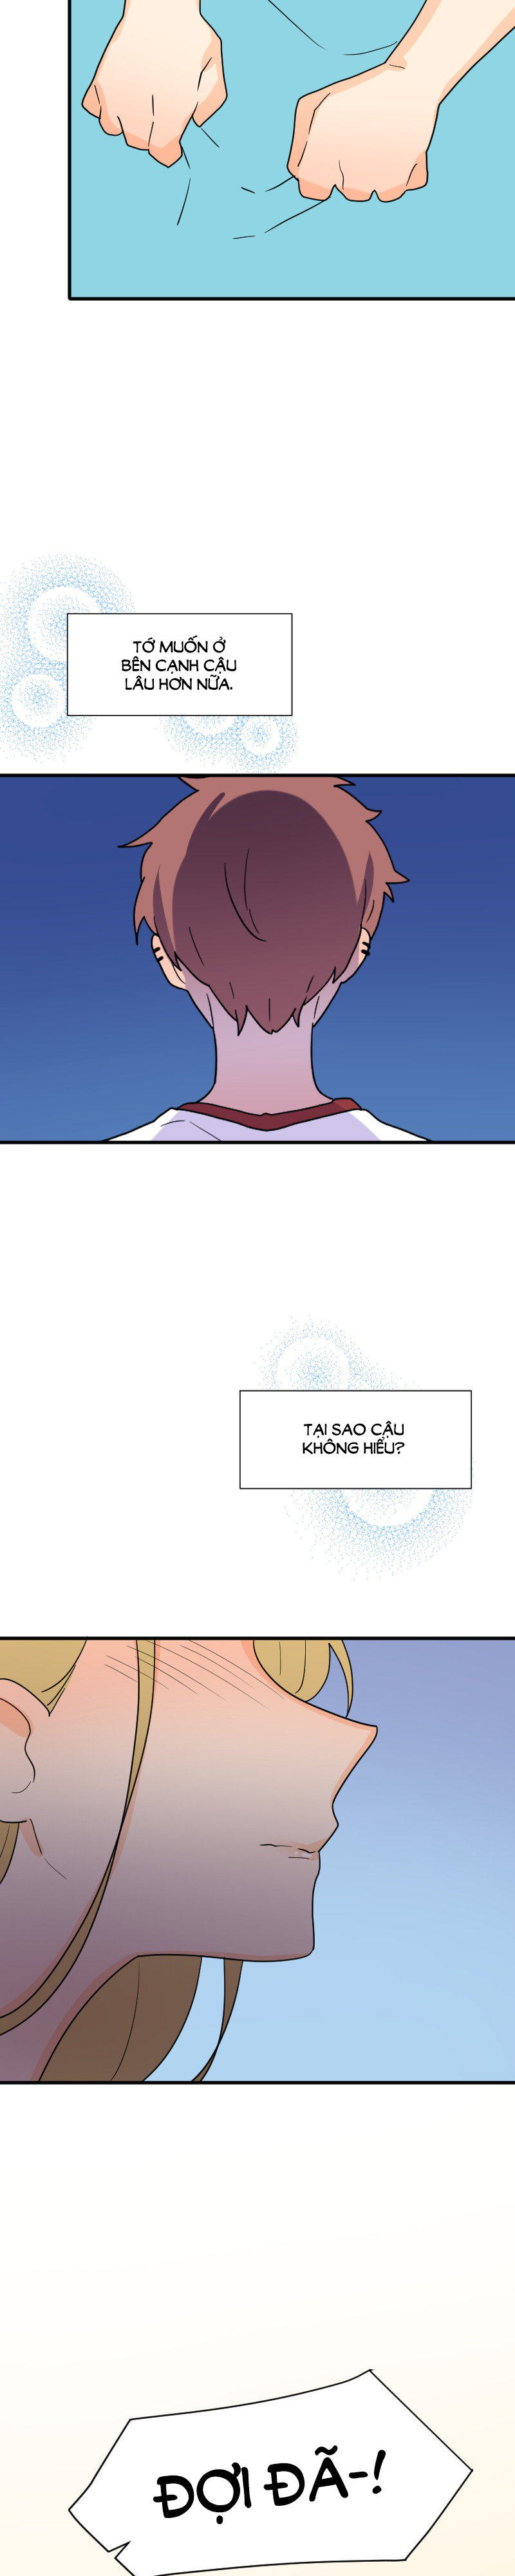 TỚ MUỐN Ở
BÊN CẠNH CẬU
LÂU HƠN NỮA.
TẠI SAO CẬU
KHÔNG HIỂU?
ĐỢI ĐÃ-!